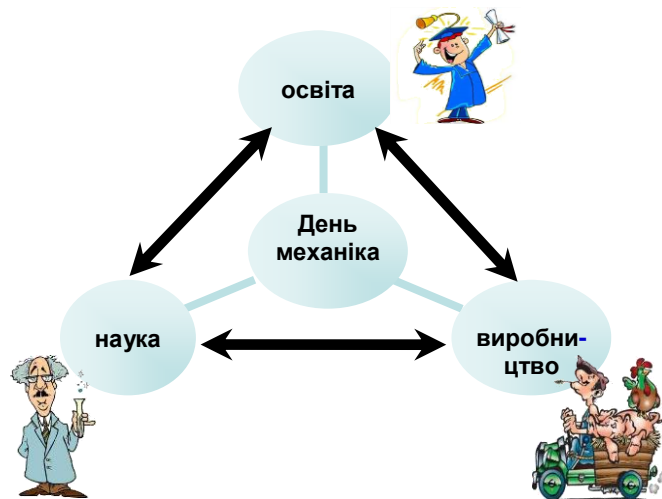 освіта
День
механіка
наука
виробни-
цтво